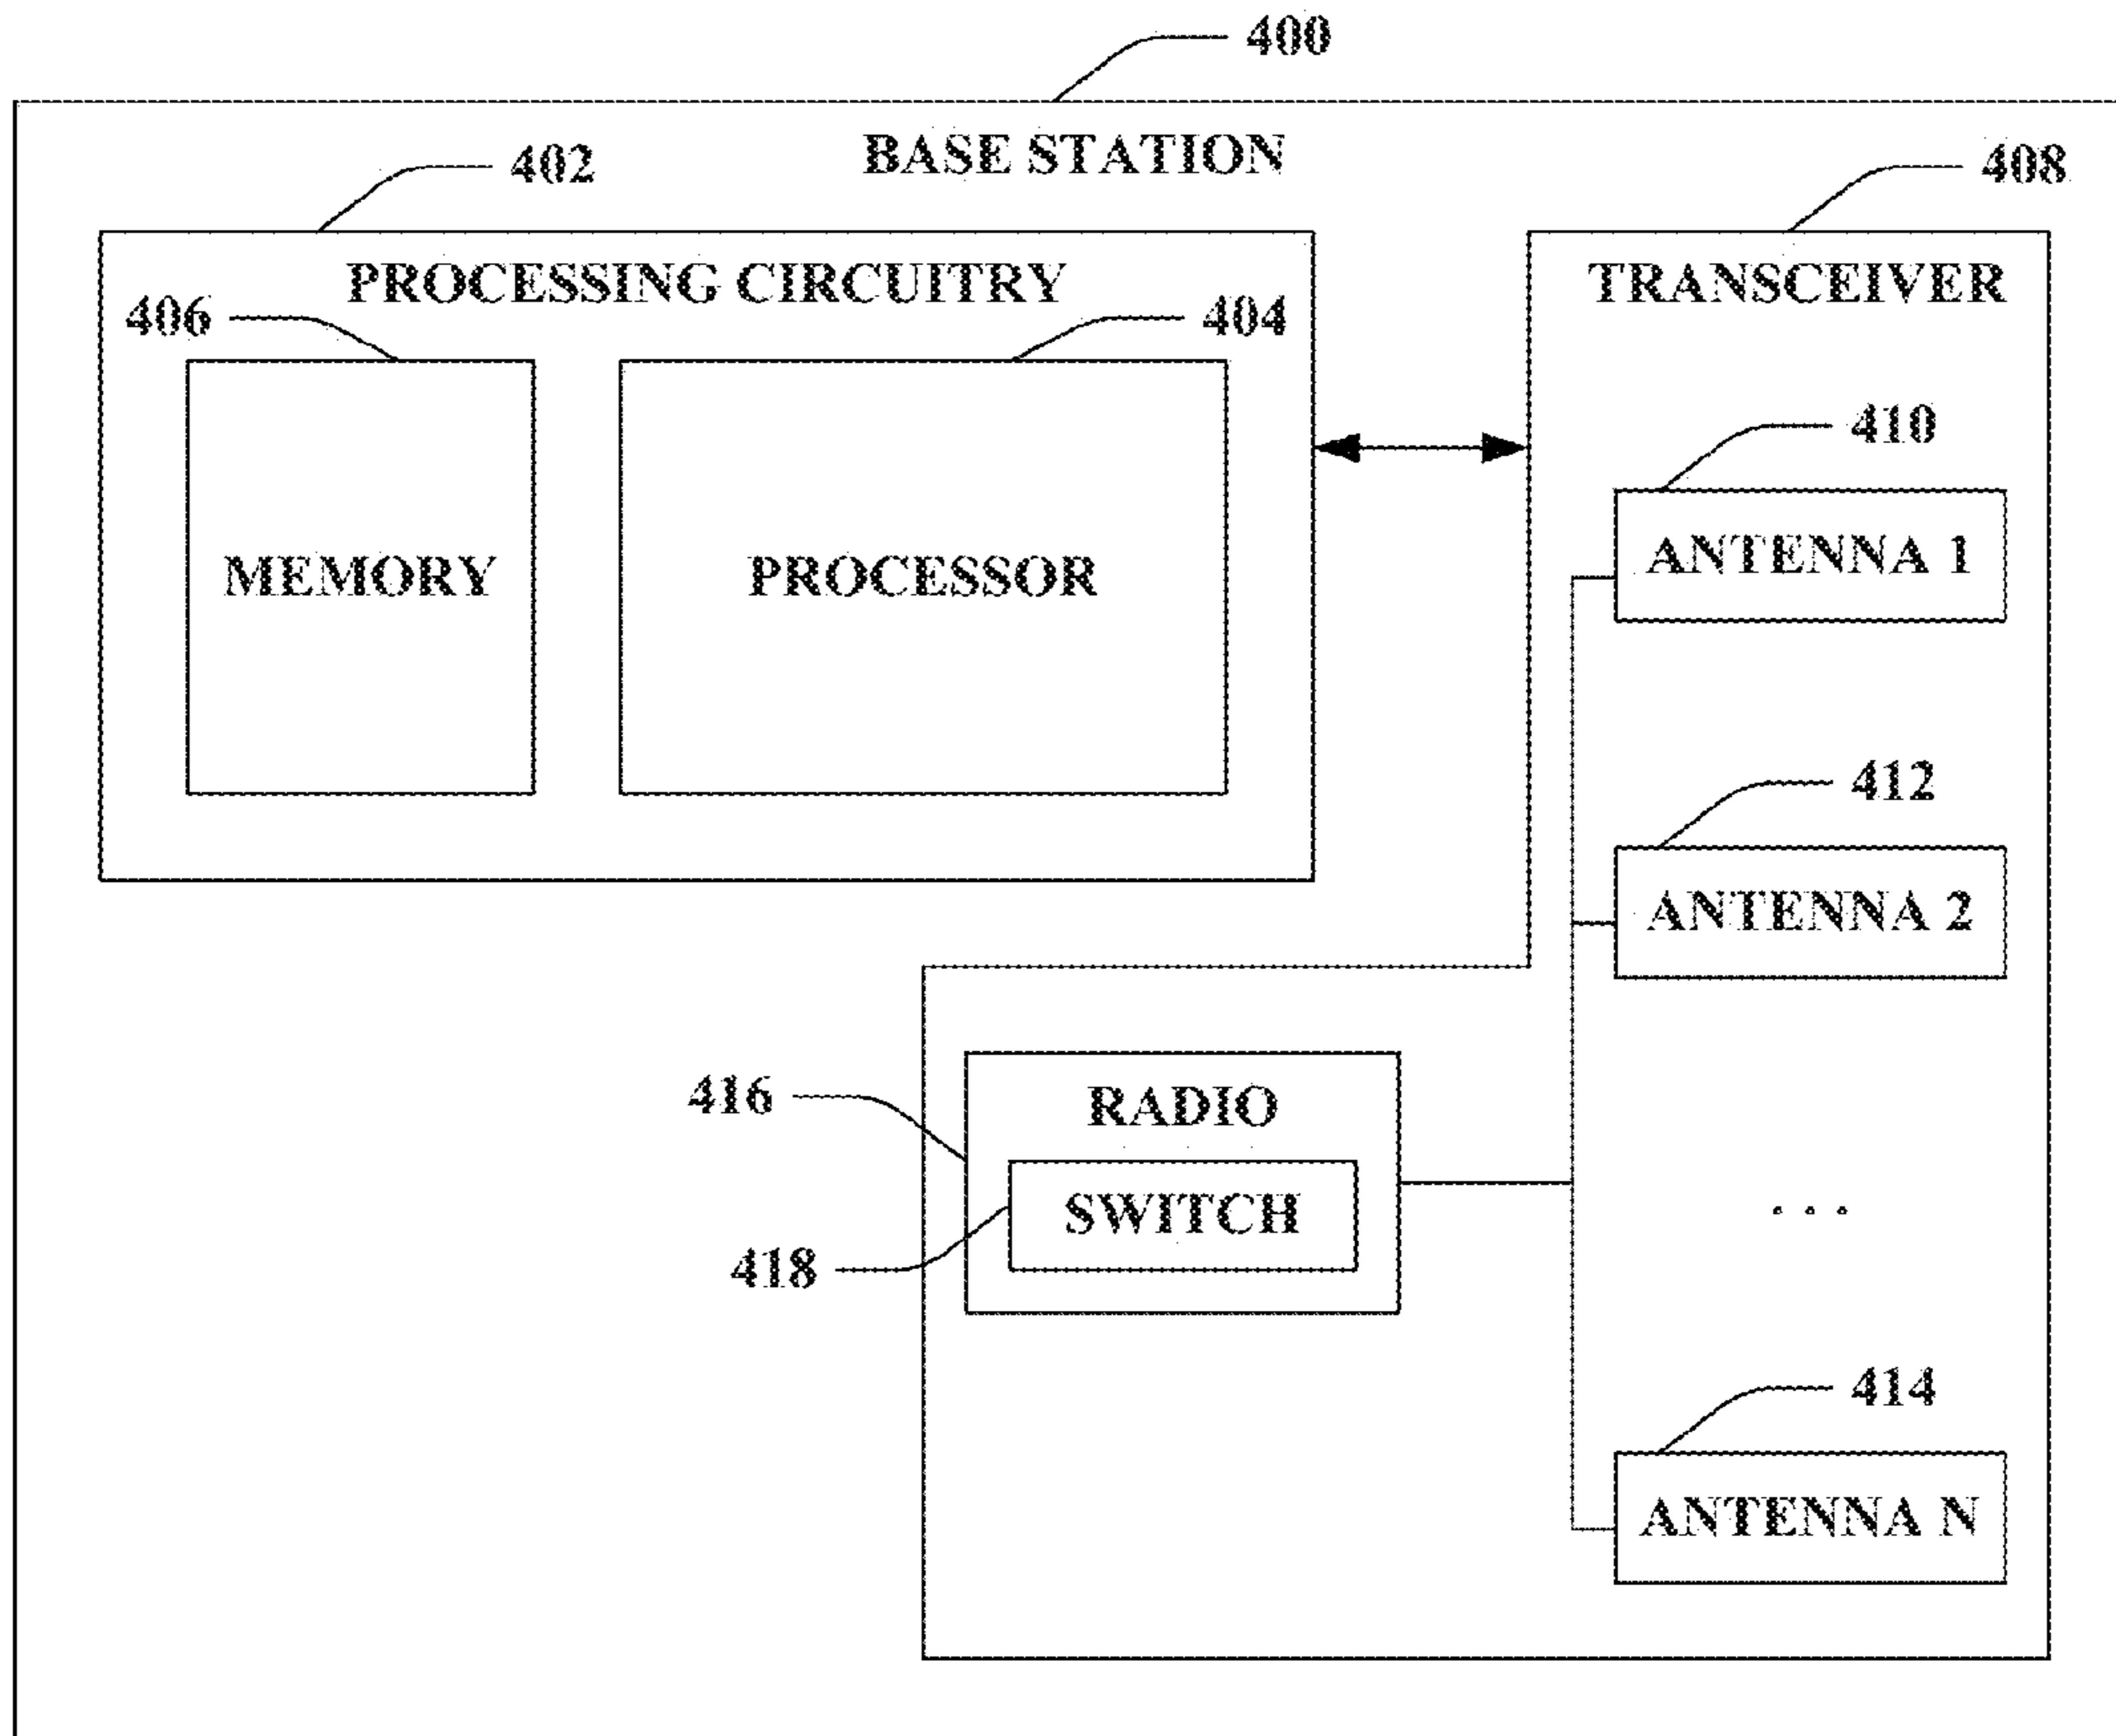 400
BASE STATION
402
408
PROCESSING CIRCUITRY
TRANSCEIVER
406
404
410
MEMORY
PROCESSOR
ANTENNA 1
412
ANTENNA 2
416
RADIO
SWITCH
418
. . .
414
ANTENNA N